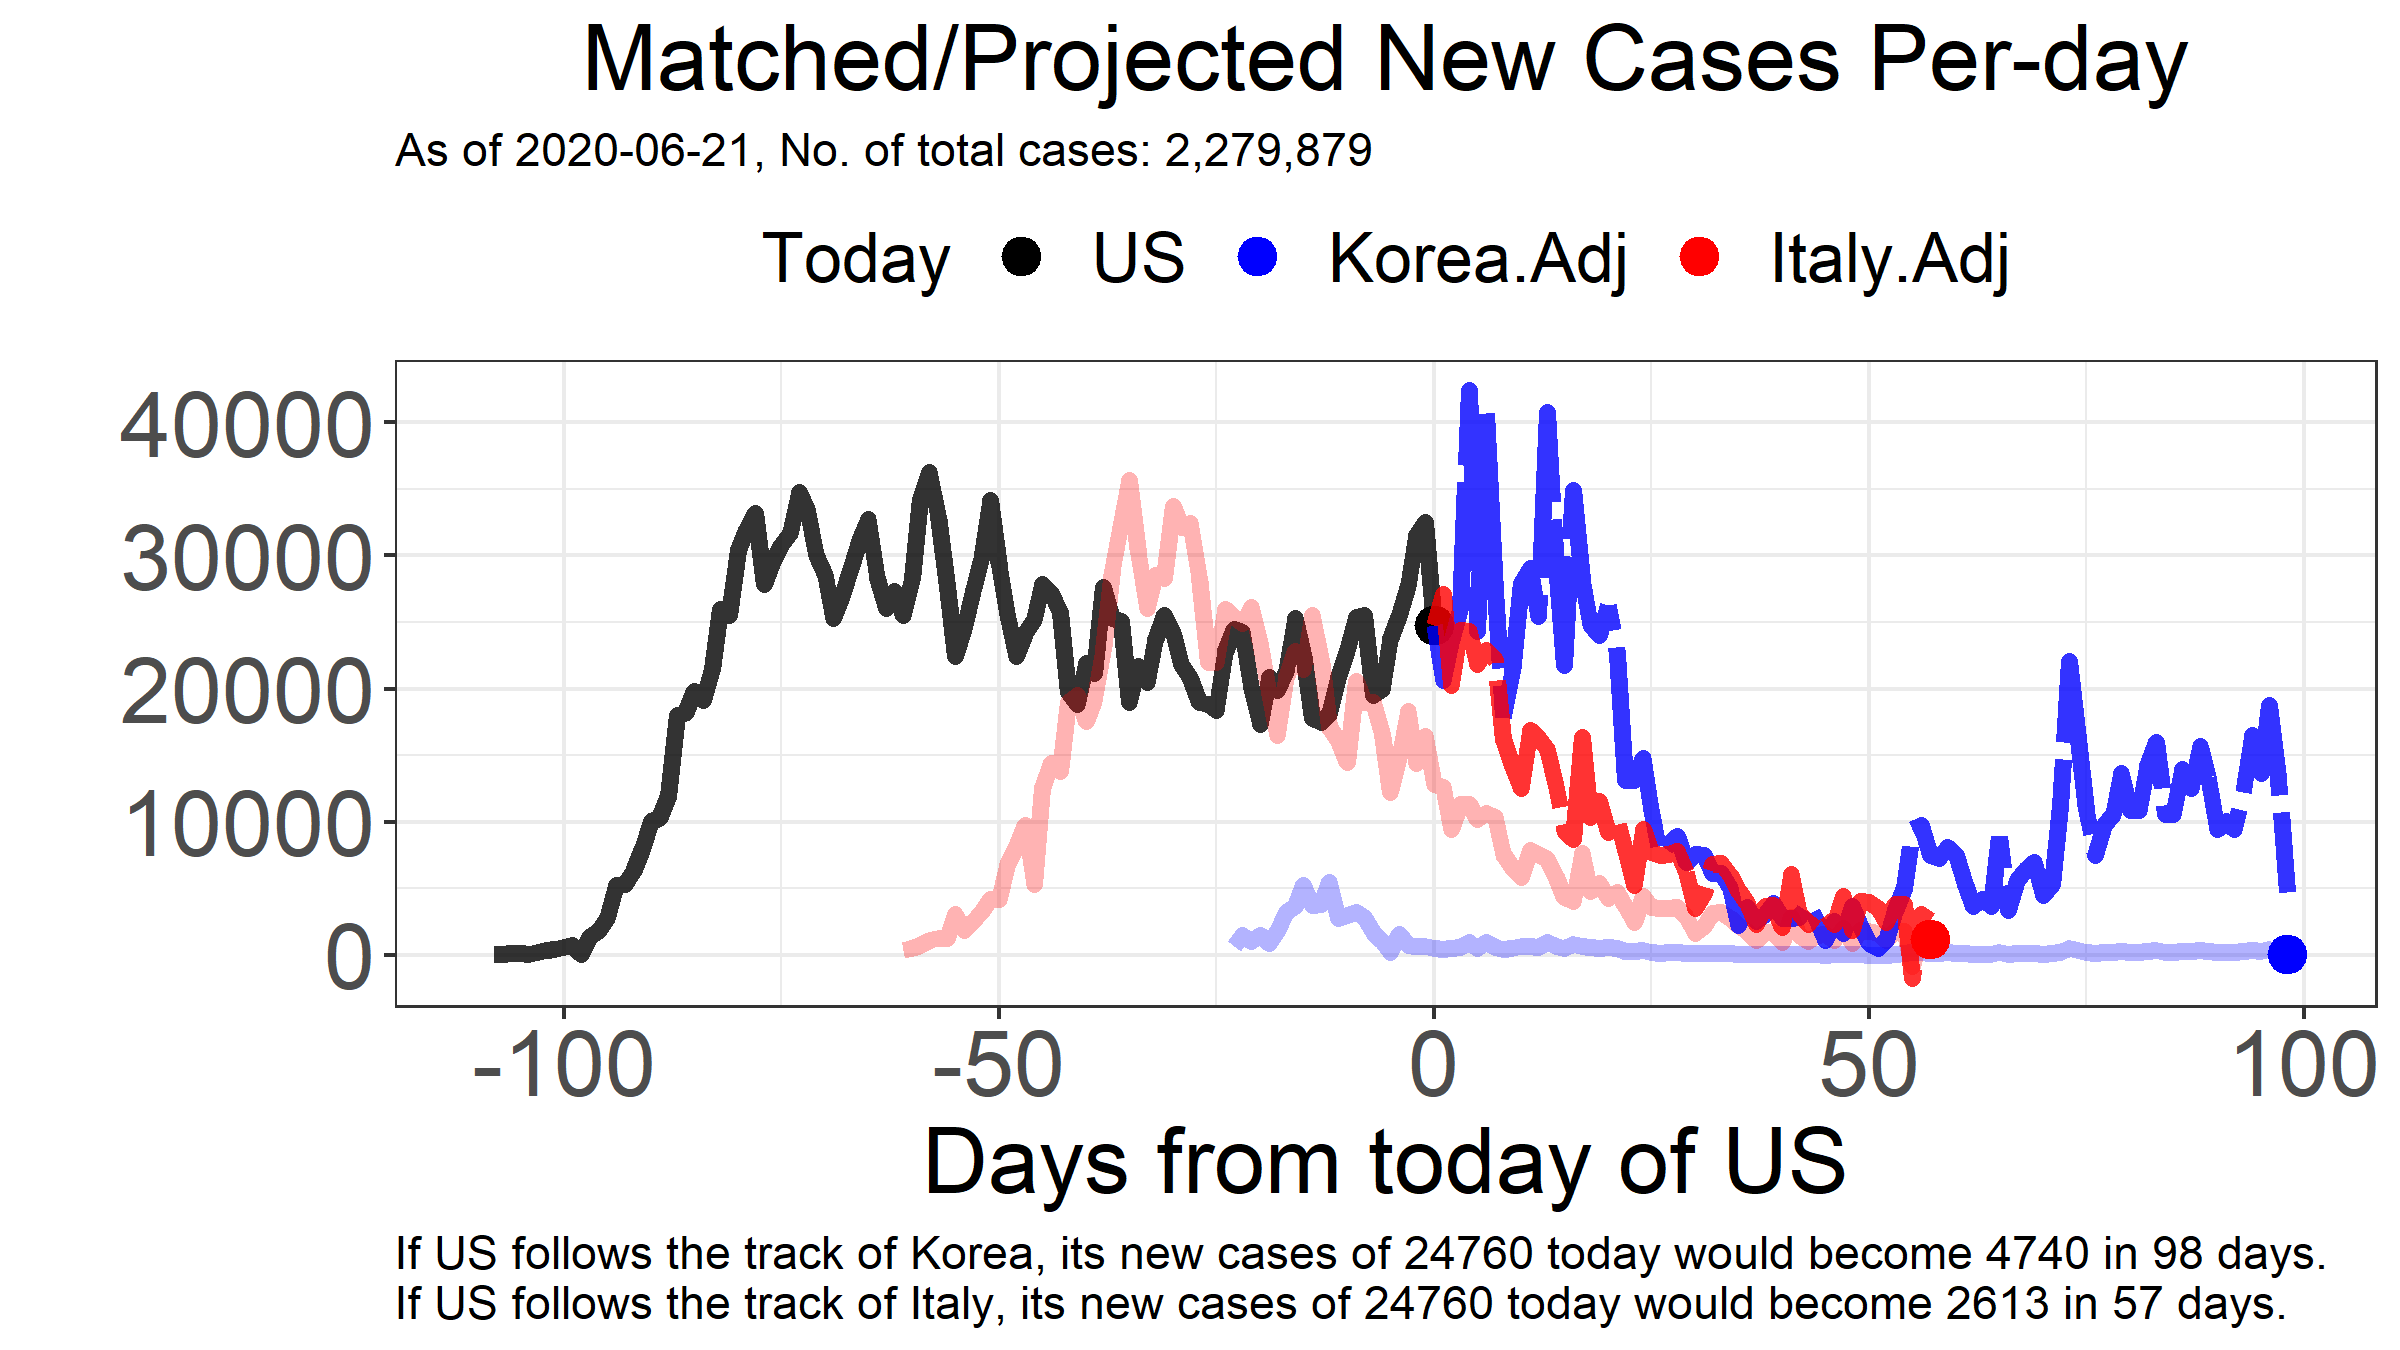 Matched/Projected New Cases Per-day
As of 2020-06-21, No. of total cases: 2,279,879
Today US Korea.Adj Italy.Adj
40000
30000
20000
10000
0
-100 -50 0 50 100
Days from today of US
If US follows the track of Korea, its new cases of 24760 today would become 4740 in 98 days.
If US follows the track of Italy, its new cases of 24760 today would become 2613 in 57 days.